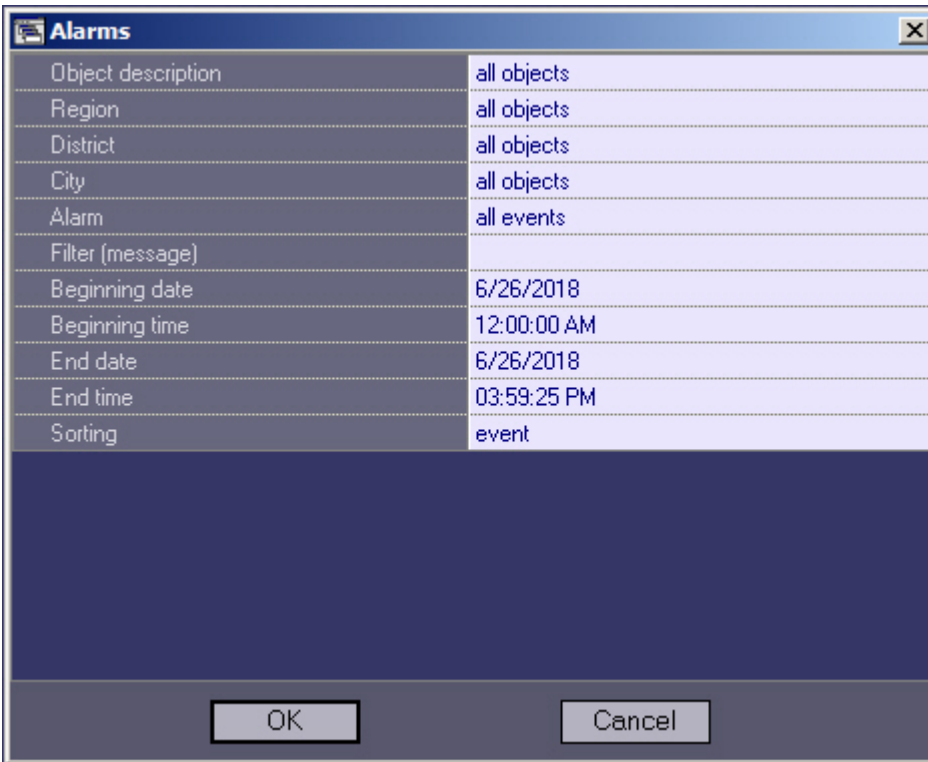 Alarms
Object description all objects
Region all objects
District all objects
City all objects
Alarm all events
Filter (message)
Beginning date 6/26/2018
Beginning time 12:00:00 AM
End date 6/26/2018
End time 03:59:25 PM
Sorting event
OK Cancel